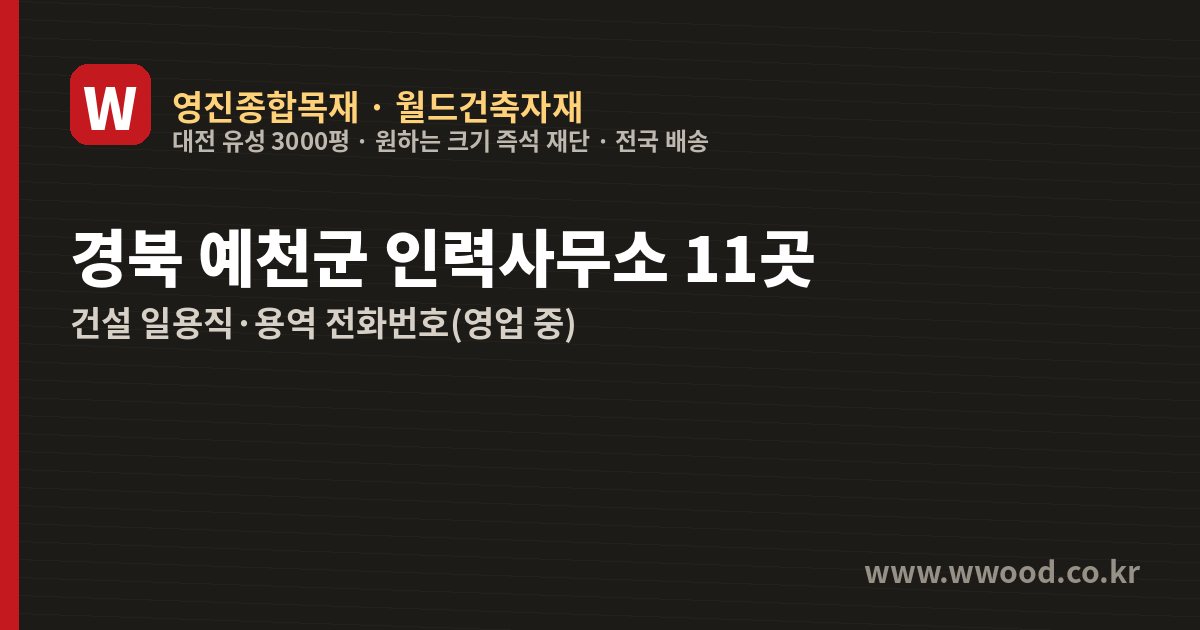 W
영진종합목재 · 월드건축자재
대전 유성 3000평 · 원하는 크기 즉석 재단 · 전국 배송
경북 예천군 인력사무소 11곳
건설 일용직·용역 전화번호(영업 중)
www.wwood.co.kr